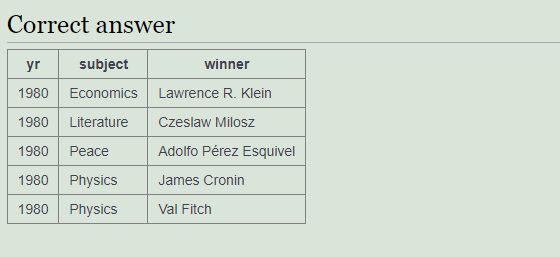 Correct answer
yr subject winner
1980 Economics Lawrence R. Klein
1980 Literature Czeslaw Milosz
1980 Peace Adolfo Pérez Esquivel
1980 Physics James Cronin
1980 Physics Val Fitch